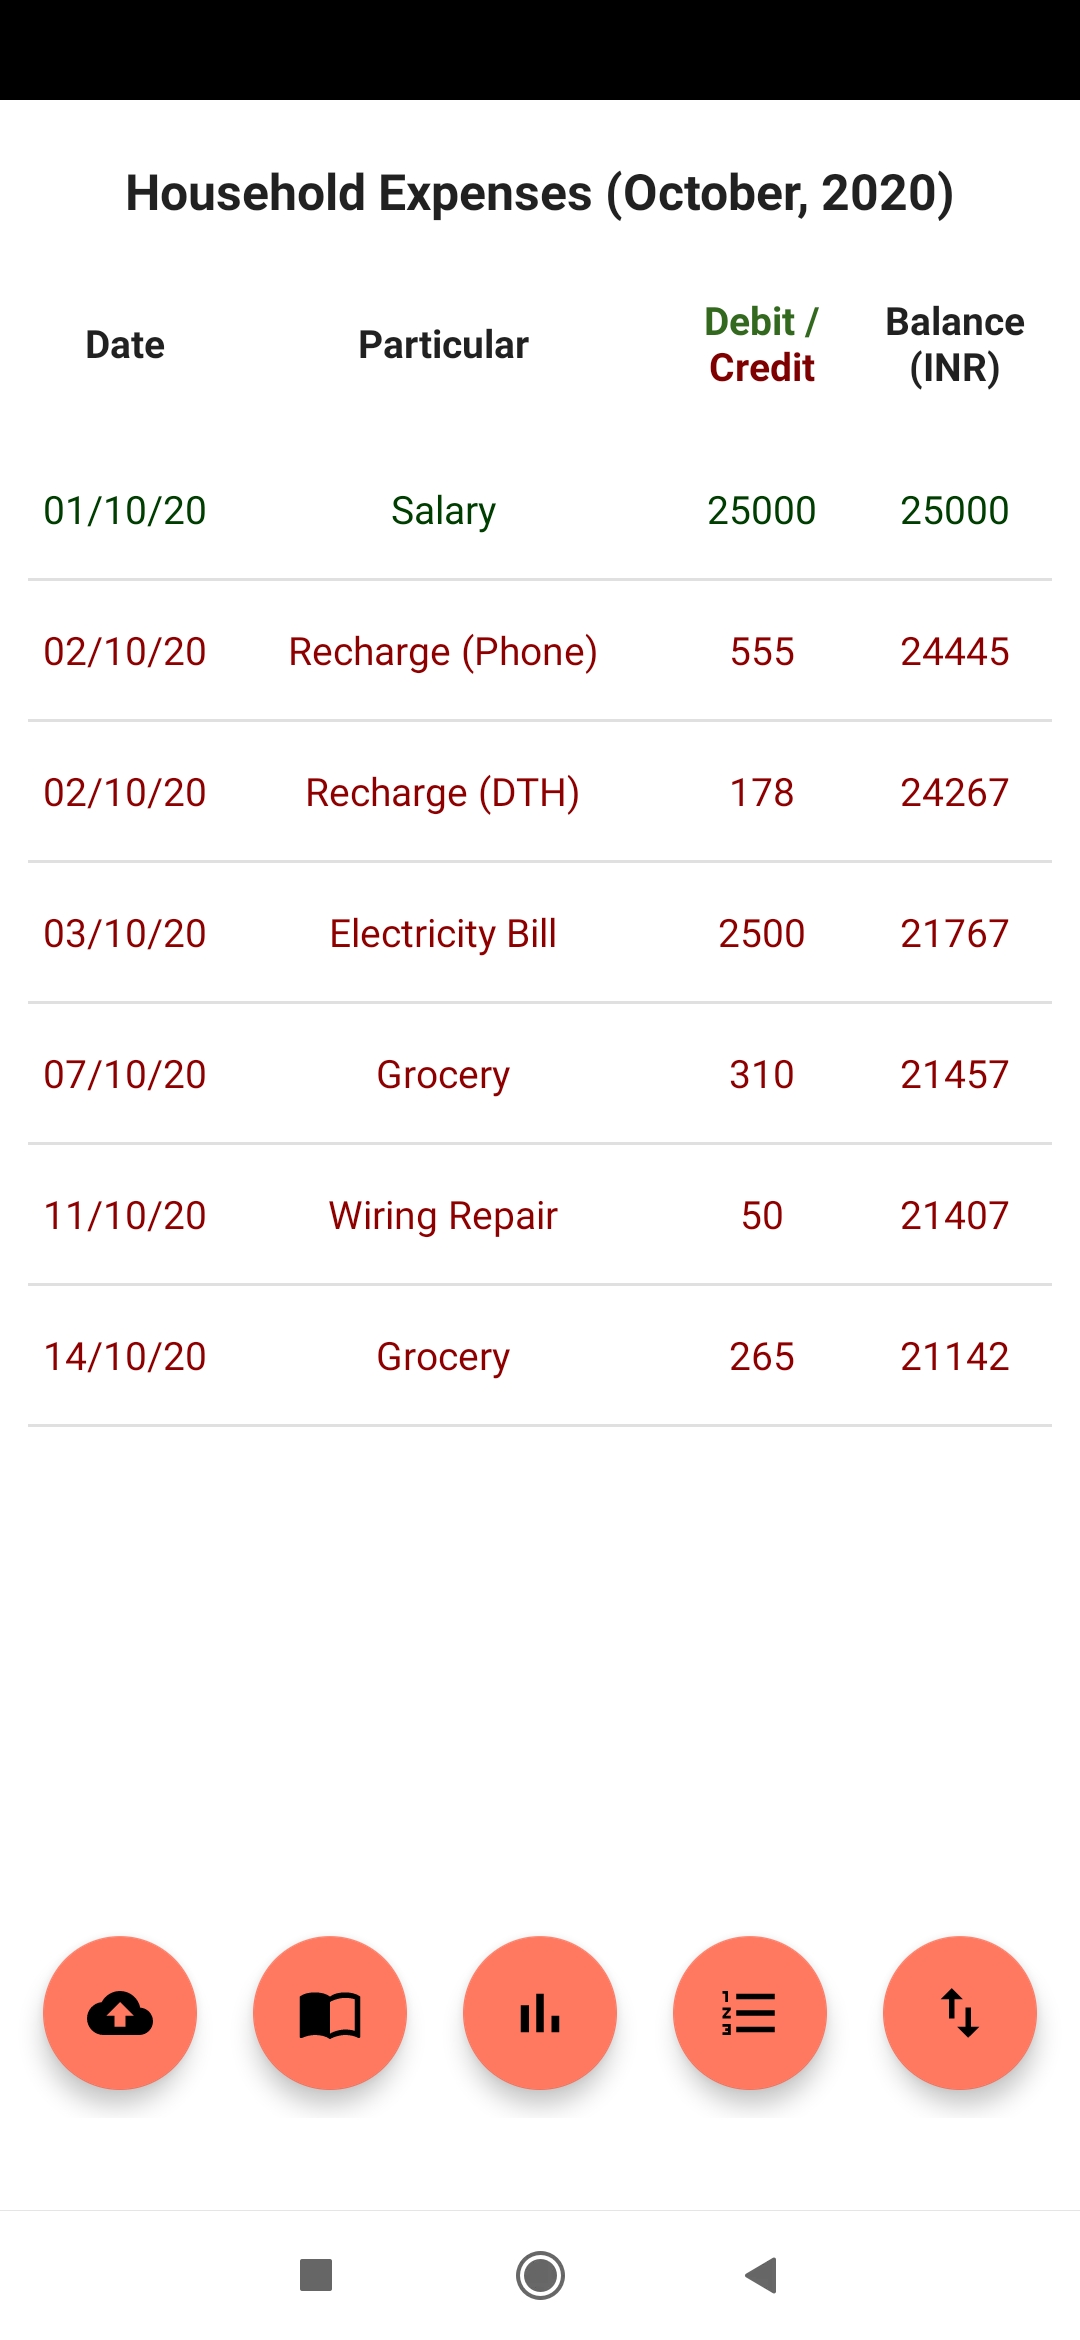 Household Expenses (October, 2020)
Date Particular Debit / Credit Balance (INR)
01/10/20 Salary 25000 25000
02/10/20 Recharge (Phone) 555 24445
02/10/20 Recharge (DTH) 178 24267
03/10/20 Electricity Bill 2500 21767
07/10/20 Grocery 310 21457
11/10/20 Wiring Repair 50 21407
14/10/20 Grocery 265 21142